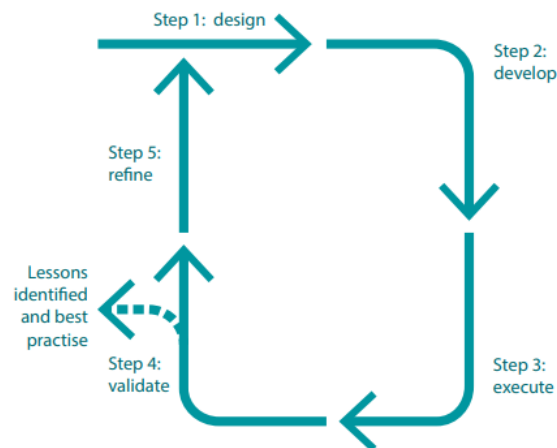 Step 1: design
Step 2:
develop
Step 5:
refine
Lessons
identified
and best
practise
Step 4:
validate
Step 3:
execute